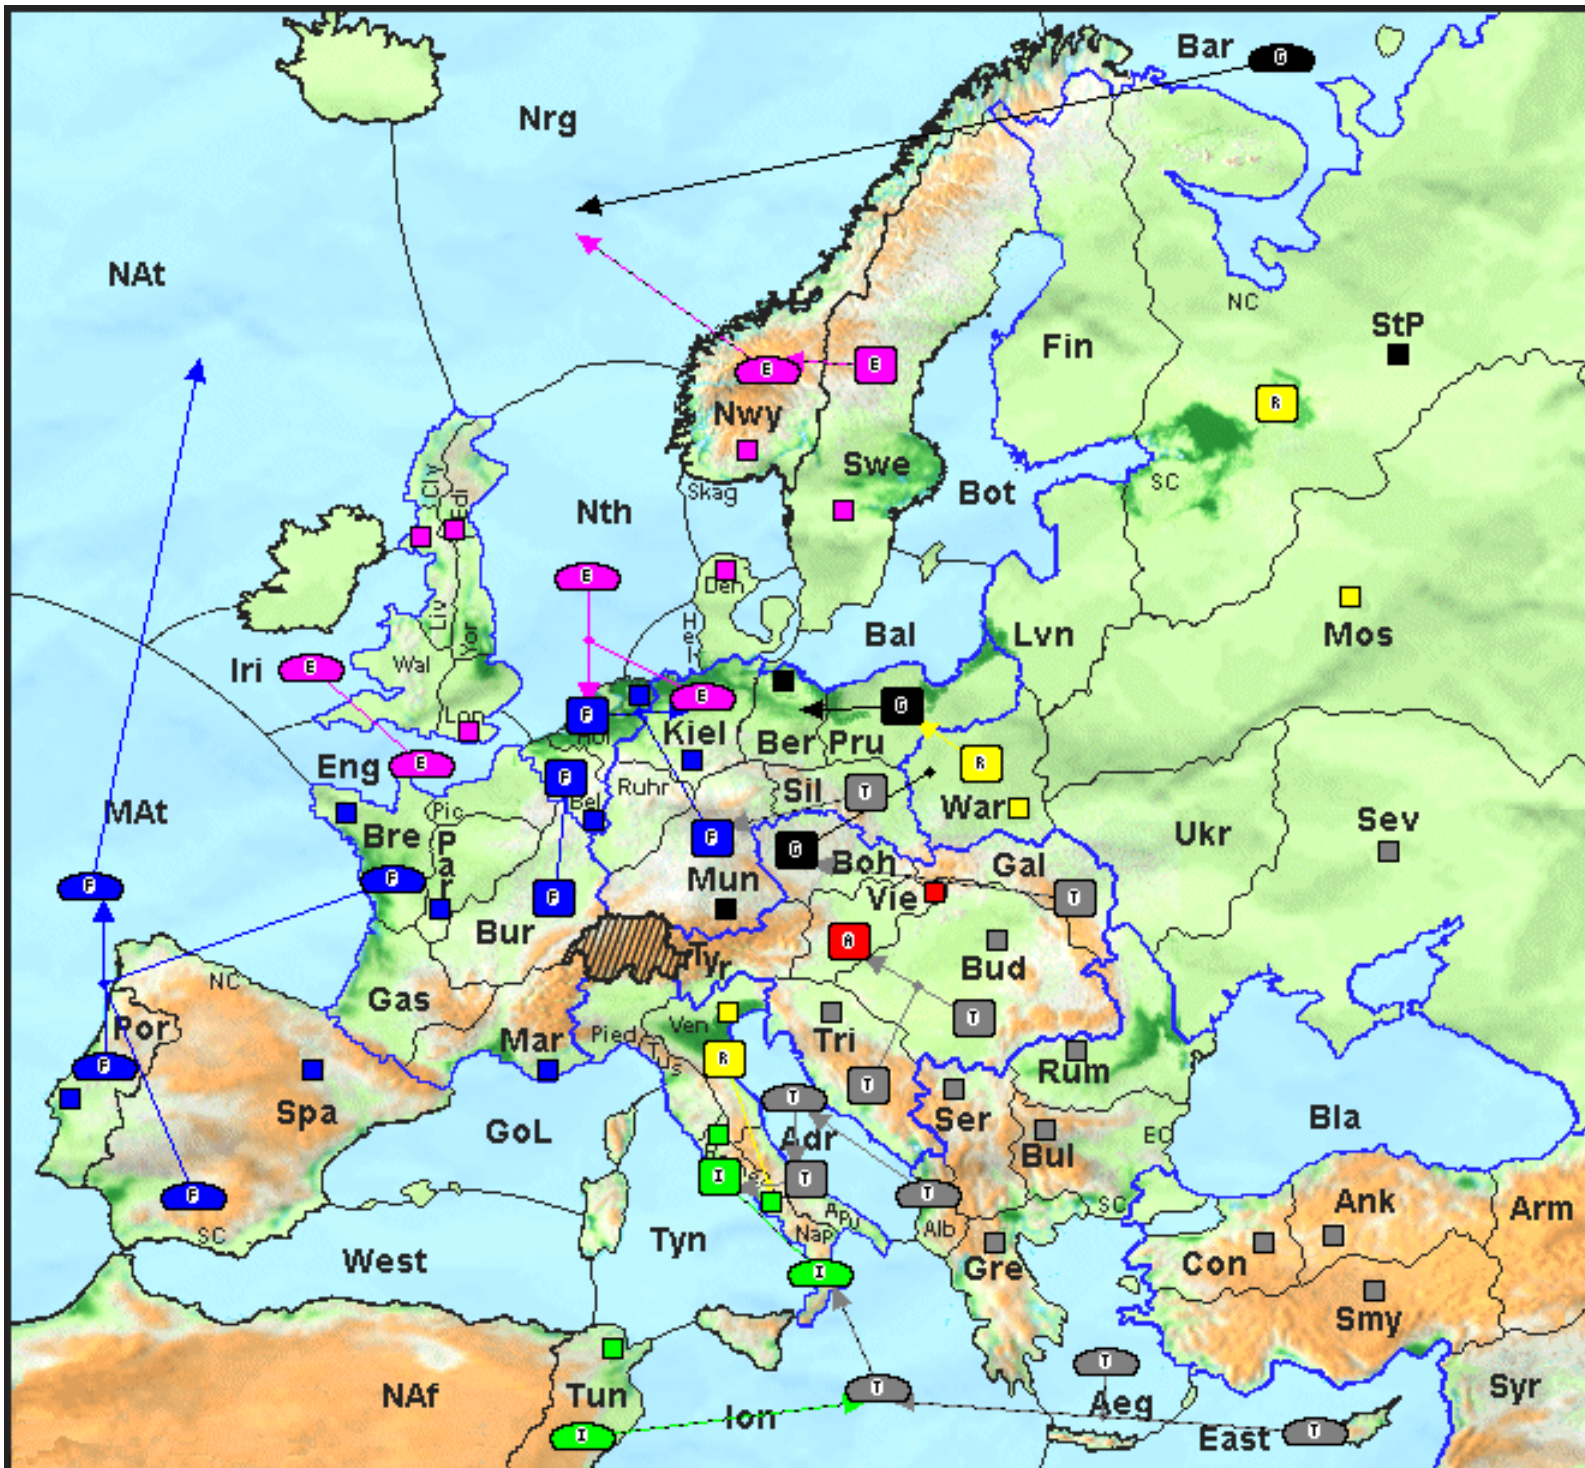 Bar
G
Nrg
NAt
NC
StP
Fin
E
E
R
Nwy
Swe
SC
Skag
Bot
Cly
Edi
Nth
E
Den
Hel
Liv
Yor
Bal
Lvn
Mos
Iri
E
Wal
E
G
Lon
F
Hol
Kiel
Ber
Pru
Eng
E
F
Bel
Ruhr
Sil
T
R
War
MAt
Pic
Bre
Par
F
G
Boh
Gal
Ukr
Sev
F
F
Mun
Vie
T
F
Bur
Tyr
A
Bud
NC
Gas
Por
Mar
Pied
Ven
Tus
Tri
T
F
R
T
Rum
Spa
GoL
T
Adr
Ser
Bul
EC
Bla
F
I
T
T
SC
SC
Apu
Nap
Alb
Ank
Arm
West
Tyn
I
Gre
Con
Smy
T
T
NAf
Tun
Ion
Aeg
Syr
I
East
T